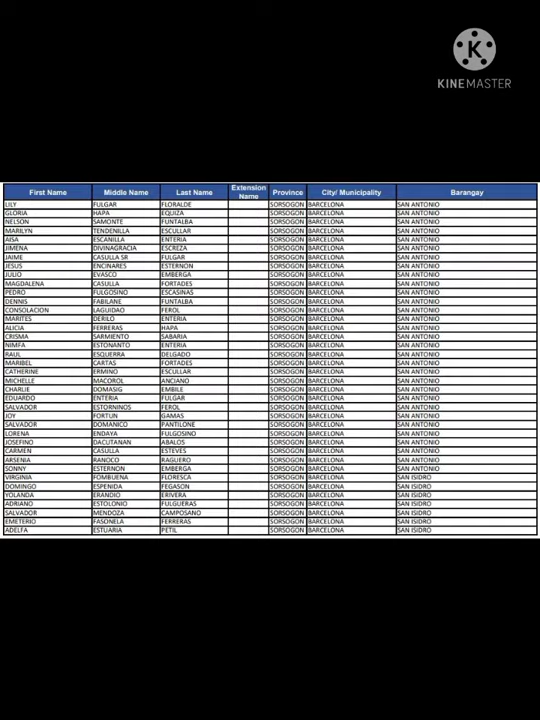 KINEMASTER
First Name Middle Name Last Name Extension Name Province City/ Municipality Barangay
LILY FULGAR FLORALDE SORSOGON BARCELONA SAN ANTONIO
GLORIA HAPA EQUIZA SORSOGON BARCELONA SAN ANTONIO
NELSON SAMONTE FUNTALBA SORSOGON BARCELONA SAN ANTONIO
MARILYN TENDENILLA ESCULLAR SORSOGON BARCELONA SAN ANTONIO
AISA ESCANILLA ENTERIA SORSOGON BARCELONA SAN ANTONIO
JIMENA DIVINAGRACIA ESCREZA SORSOGON BARCELONA SAN ANTONIO
JAIME CASULLA SR FULGAR SORSOGON BARCELONA SAN ANTONIO
JESUS ENCINARES ESTERNON SORSOGON BARCELONA SAN ANTONIO
JULIO EVASCO EMBERGA SORSOGON BARCELONA SAN ANTONIO
MAGDALENA CASULLA FORTADES SORSOGON BARCELONA SAN ANTONIO
PEDRO FULGOSINO ESCASINAS SORSOGON BARCELONA SAN ANTONIO
DENNIS FABILANE FUNTALBA SORSOGON BARCELONA SAN ANTONIO
CONSOLACION LAGUIDAO FEROL SORSOGON BARCELONA SAN ANTONIO
MARITES DERILO ENTERIA SORSOGON BARCELONA SAN ANTONIO
ALICIA FERRERAS HAPA SORSOGON BARCELONA SAN ANTONIO
CRISMA SARMIENTO SABARIA SORSOGON BARCELONA SAN ANTONIO
NIMFA ESTONANTO ENTERIA SORSOGON BARCELONA SAN ANTONIO
RAUL ESQUERRA DELGADO SORSOGON BARCELONA SAN ANTONIO
MARIBEL CARTAS FORTADES SORSOGON BARCELONA SAN ANTONIO
CATHERINE ERMINO ESCULLAR SORSOGON BARCELONA SAN ANTONIO
MICHELLE MACOROL ANCIANO SORSOGON BARCELONA SAN ANTONIO
CHARLIE DOMASIG EMBILE SORSOGON BARCELONA SAN ANTONIO
EDUARDO ENTERIA FULGAR SORSOGON BARCELONA SAN ANTONIO
SALVADOR ESTORNINOS FEROL SORSOGON BARCELONA SAN ANTONIO
JOY FORTUN GAMAS SORSOGON BARCELONA SAN ANTONIO
SALVADOR DOMANICO PANTILONE SORSOGON BARCELONA SAN ANTONIO
LORENA ENDAYA FULGOSINO SORSOGON BARCELONA SAN ANTONIO
JOSEFINO DACUTANAN ABALOS SORSOGON BARCELONA SAN ANTONIO
CARMEN CASULLA ESTEVES SORSOGON BARCELONA SAN ANTONIO
ARSENIA RANOCO RAGUERO SORSOGON BARCELONA SAN ANTONIO
SONNY ESTERNON EMBERGA SORSOGON BARCELONA SAN ANTONIO
VIRGINIA FOMBUENA FLORESCA SORSOGON BARCELONA SAN ISIDRO
DOMINGO ESPENIDA FEGASON SORSOGON BARCELONA SAN ISIDRO
YOLANDA ERANDIO ERIVERA SORSOGON BARCELONA SAN ISIDRO
ADRIANO ESTOLONIO FULGUERAS SORSOGON BARCELONA SAN ISIDRO
SALVADOR MENDOZA CAMPOSANO SORSOGON BARCELONA SAN ISIDRO
EMETERIO FASONELA FERRERAS SORSOGON BARCELONA SAN ISIDRO
ADELFA ESTUARIA PETIL SORSOGON BARCELONA SAN ISIDRO